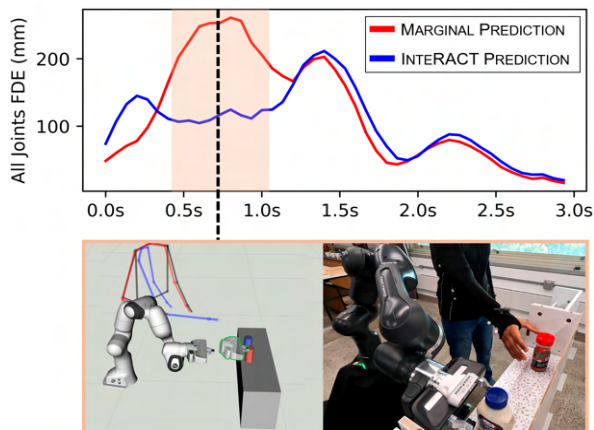 All Joints FDE (mm)
200
100
MARGINAL PREDICTION
INTERACT PREDICTION
0.0s 0.5s 1.0s 1.5s 2.0s 2.5s 3.0s